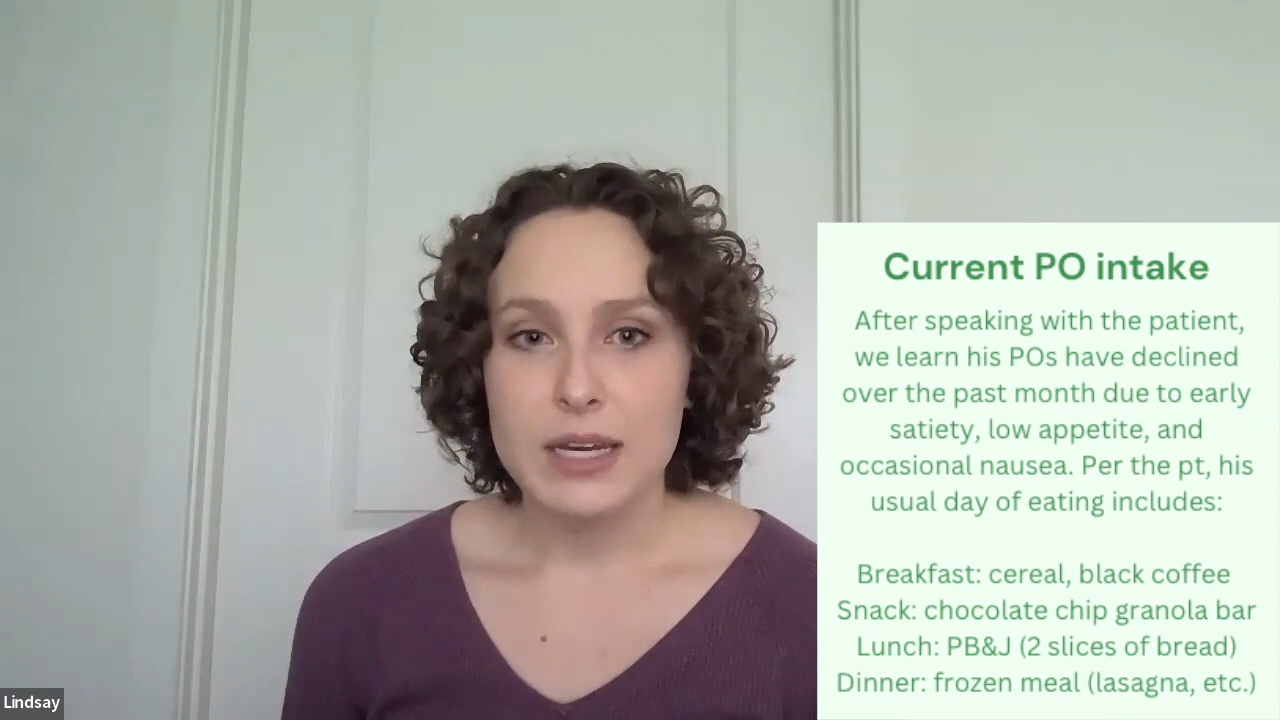 Current PO intake
After speaking with the patient,
we learn his POs have declined
over the past month due to early
satiety, low appetite, and
occasional nausea. Per the pt, his
usual day of eating includes:
Breakfast: cereal, black coffee
Snack: chocolate chip granola bar
Lunch: PB&J (2 slices of bread)
Dinner: frozen meal (lasagna, etc.)
Lindsay